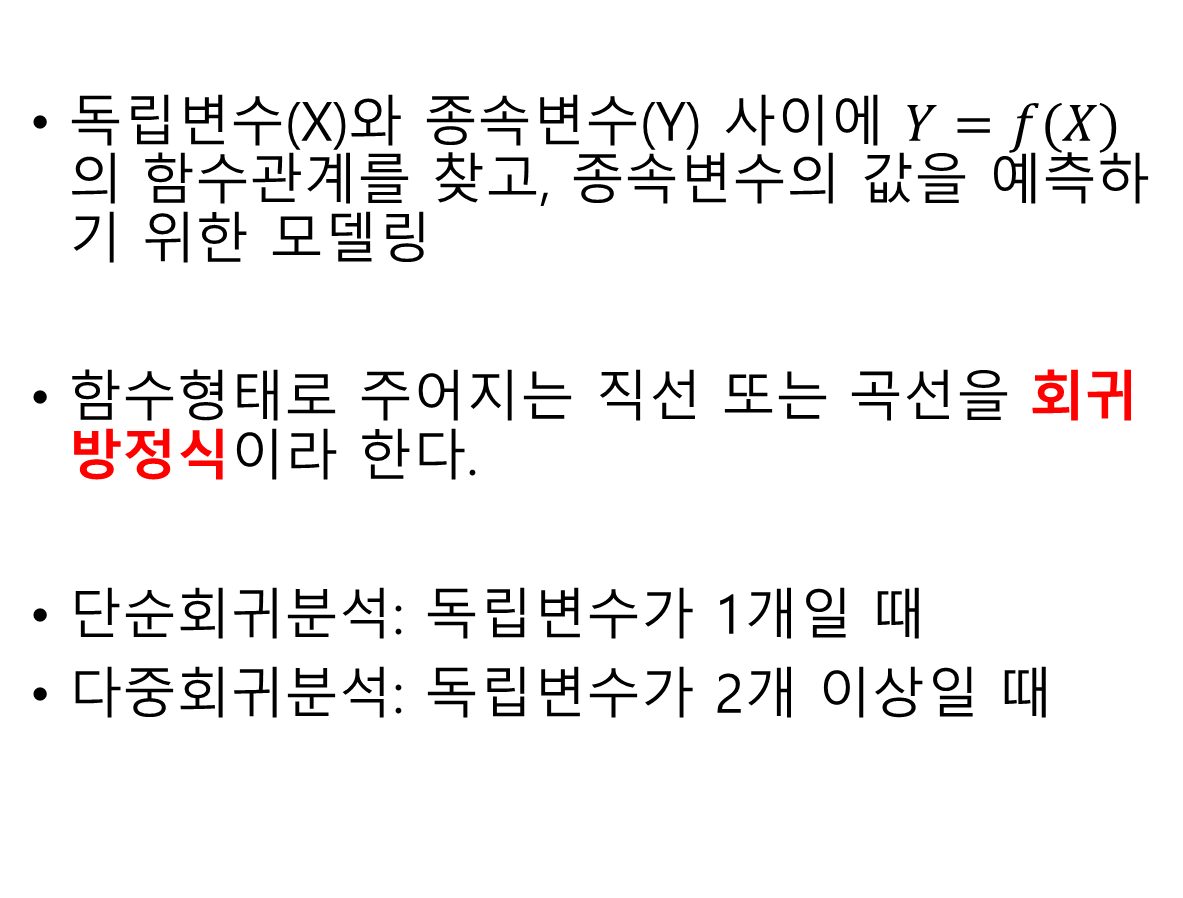 • 독립변수(X)와 종속변수(Y) 사이에 Y = f(X)
의 함수관계를 찾고, 종속변수의 값을 예측하
기 위한 모델링
• 함수형태로 주어지는 직선 또는 곡선을 회귀
방정식이라 한다.
• 단순회귀분석: 독립변수가 1개일 때
• 다중회귀분석: 독립변수가 2개 이상일 때